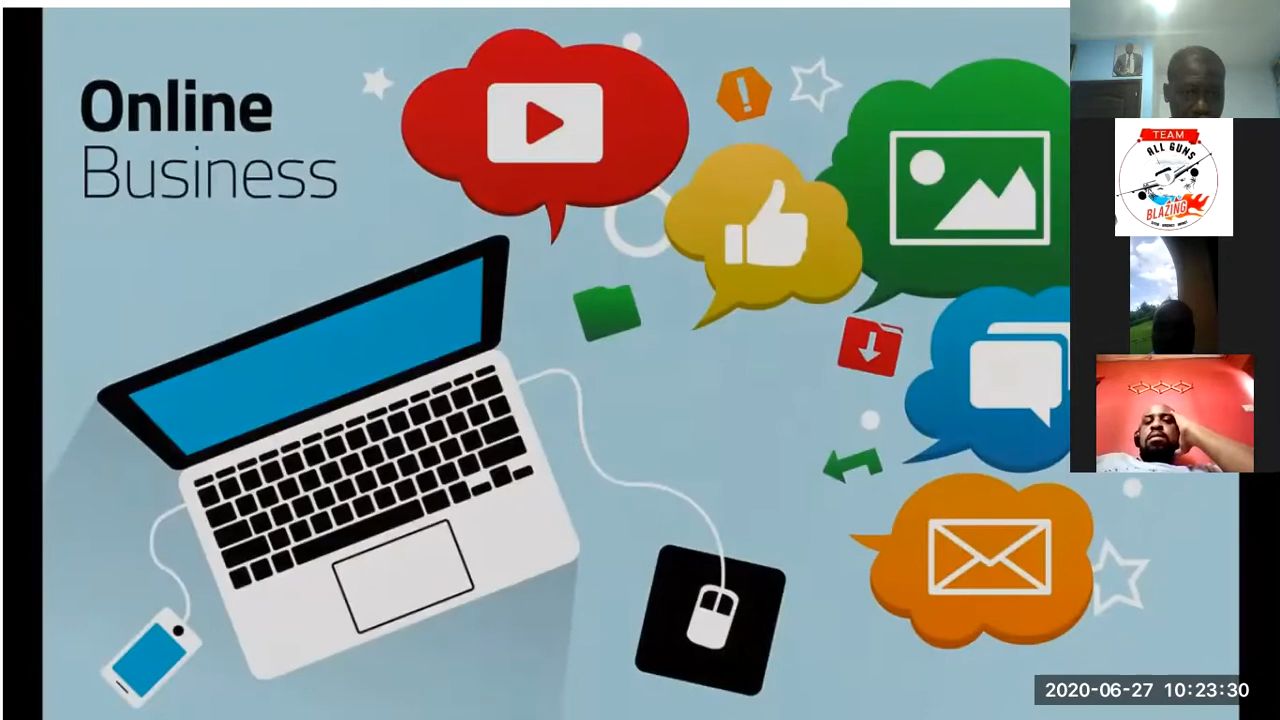 Online
Business
TEAM
ALL GUNS
BLAZING
2020-06-27 10:23:30